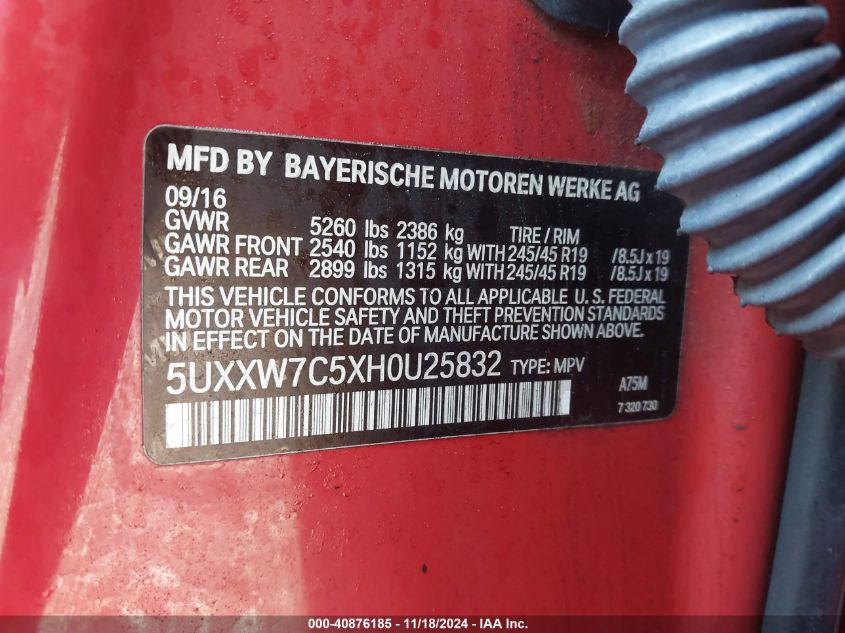 MFD BY BAYERISCHE MOTOREN WERKE AG
09/16
GVWR 5260 lbs 2386 kg TIRE / RIM
GAWR FRONT 2540 lbs 1152 kg WITH 245/45 R19 /8.5J x 19
GAWR REAR 2899 lbs 1315 kg WITH 245/45 R19 /8.5J x 19
THIS VEHICLE CONFORMS TO ALL APPLICABLE U. S. FEDERAL
MOTOR VEHICLE SAFETY AND THEFT PREVENTION STANDARDS
IN EFFECT ON THE DATE OF MANUFACTURE SHOWN ABOVE.
5UXXW7C5XH0U25832 TYPE: MPV
A75M
7 320 730
000-40876185 - 11/18/2024 - IAA Inc.